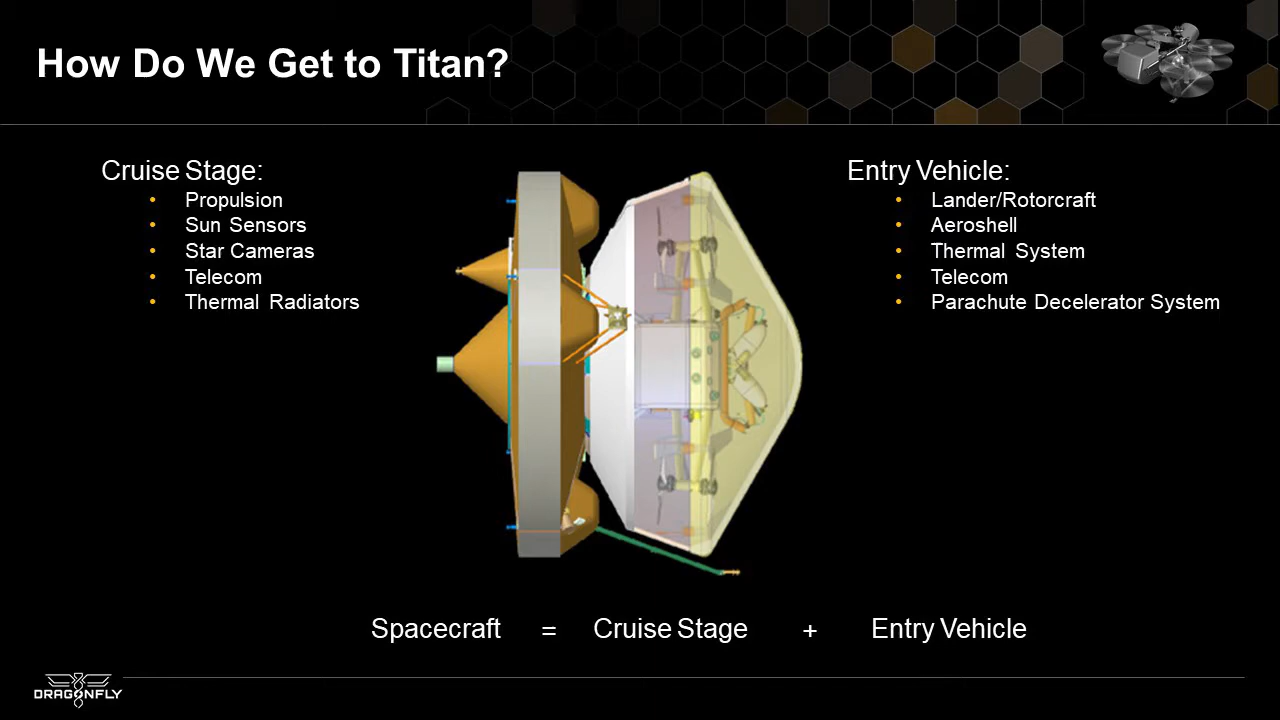 How Do We Get to Titan?
Cruise Stage:
• Propulsion
• Sun Sensors
• Star Cameras
• Telecom
• Thermal Radiators
Entry Vehicle:
• Lander/Rotorcraft
• Aeroshell
• Thermal System
• Telecom
• Parachute Decelerator System
Spacecraft = Cruise Stage + Entry Vehicle
DRAGONFLY